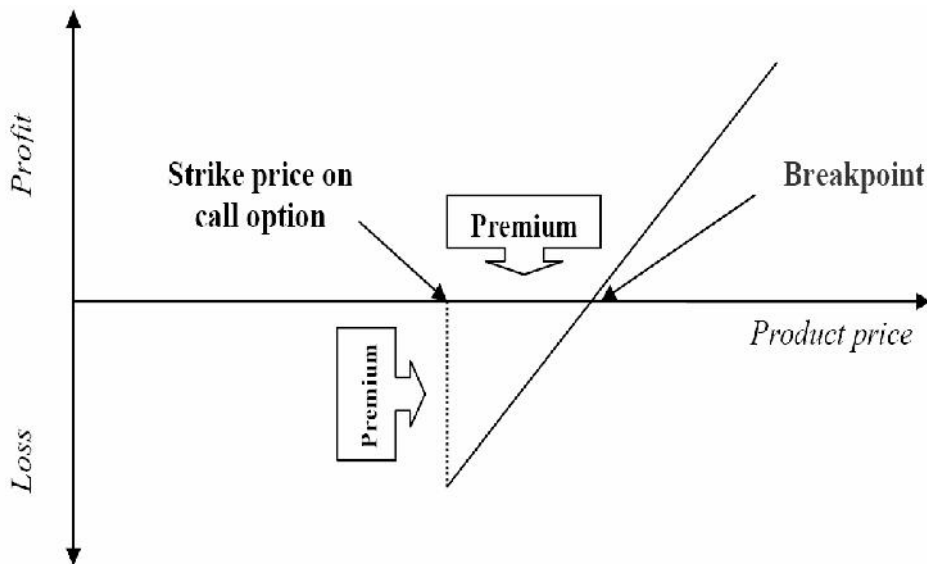 Profit
Strike price on
call option
Premium
Breakpoint
Product price
Premium
Loss